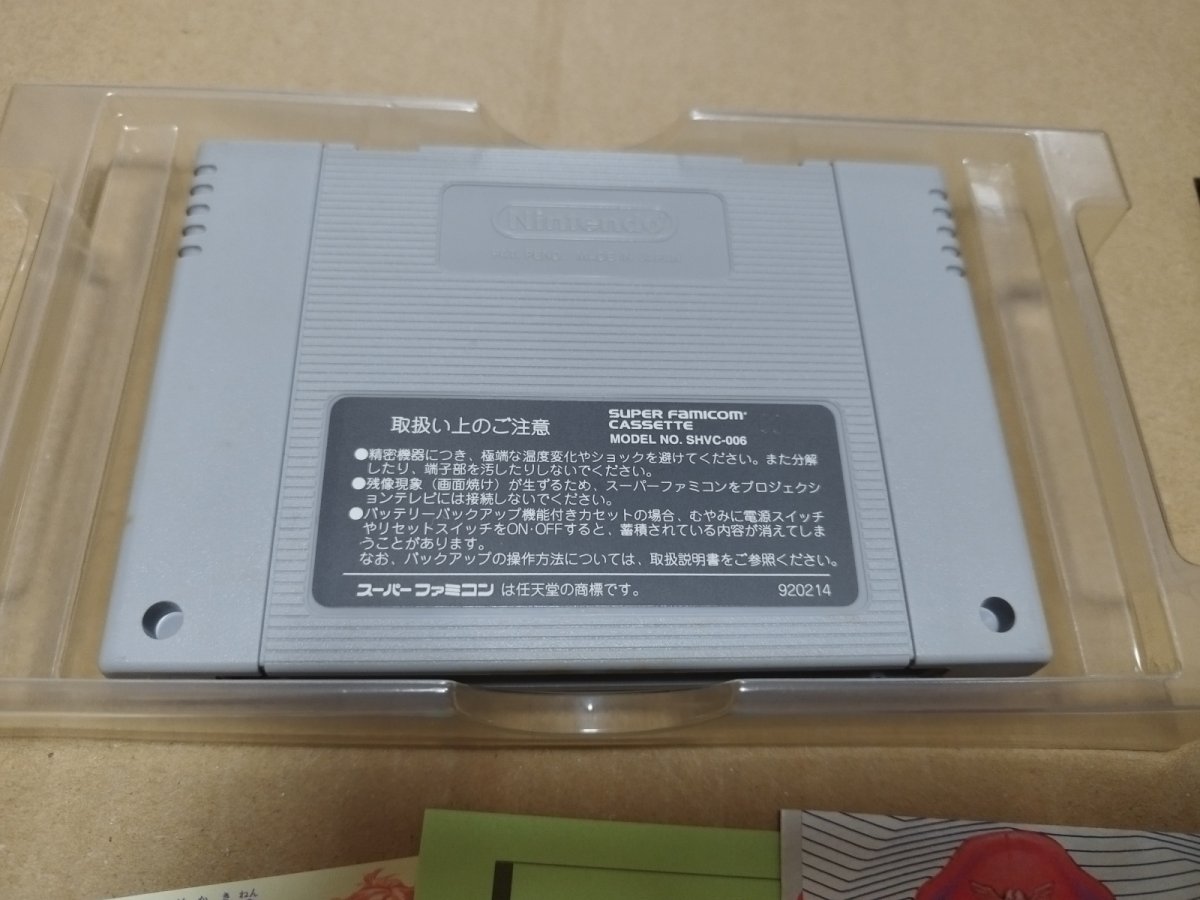 Nintendo
PAT. PEND. MADE IN JAPAN
取扱い上のご注意
SUPER FAMICOM
CASSETTE
MODEL NO. SHVC-006
●精密機器につき、極端な温度変化やショックを避けてください。また分解
したり、端子部を汚したりしないでください。
●残像現象（画面焼け）が生ずるため、スーパーファミコンをプロジェクシ
ョンテレビには接続しないでください。
●バッテリーバックアップ機能付きカセットの場合、むやみに電源スイッチ
やリセットスイッチをON·OFFすると、蓄積されている内容が消えてしま
うことがあります。
なお、バックアップの操作方法については、取扱説明書をご参照ください。
スーパーファミコン は任天堂の商標です。
920214